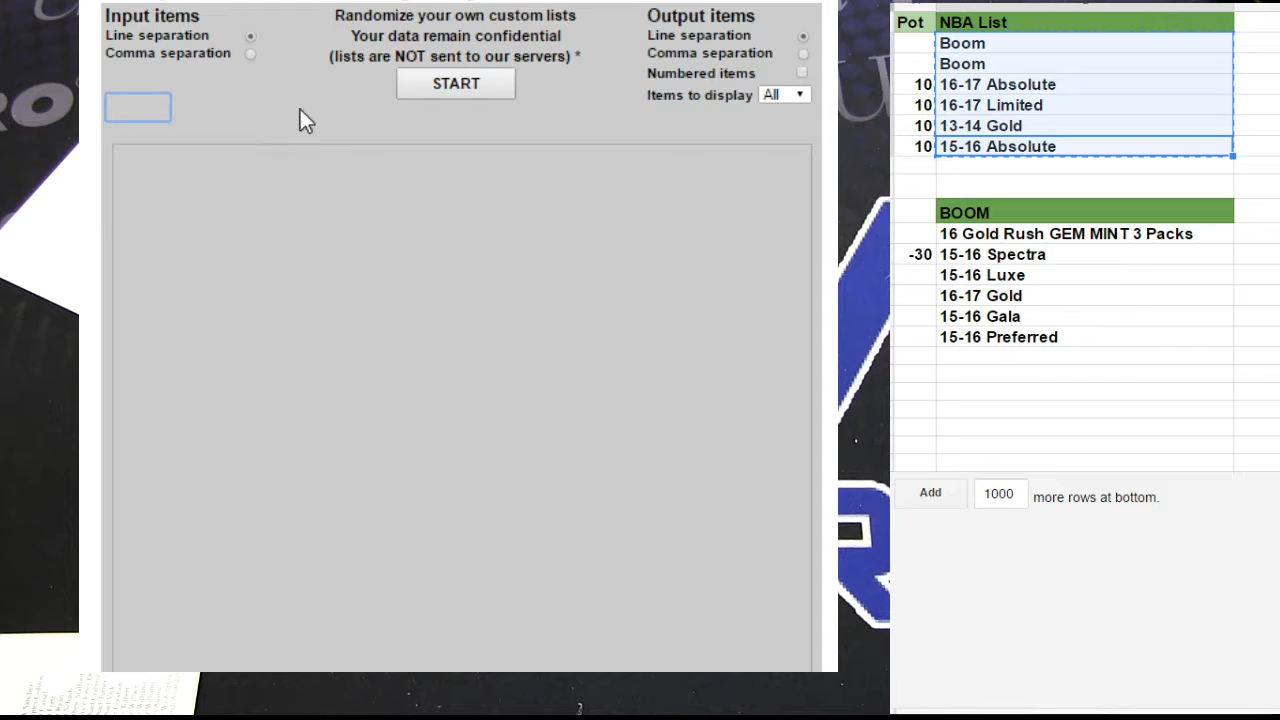 Input items
Line separation
Comma separation
Randomize your own custom lists
Your data remain confidential
(lists are NOT sent to our servers) *
START
Output items
Line separation
Comma separation
Numbered items
Items to display All
Pot NBA List
Boom
Boom
10 16-17 Absolute
10 16-17 Limited
10 13-14 Gold
10 15-16 Absolute
BOOM
16 Gold Rush GEM MINT 3 Packs
-30 15-16 Spectra
15-16 Luxe
16-17 Gold
15-16 Gala
15-16 Preferred
Add 1000 more rows at bottom.